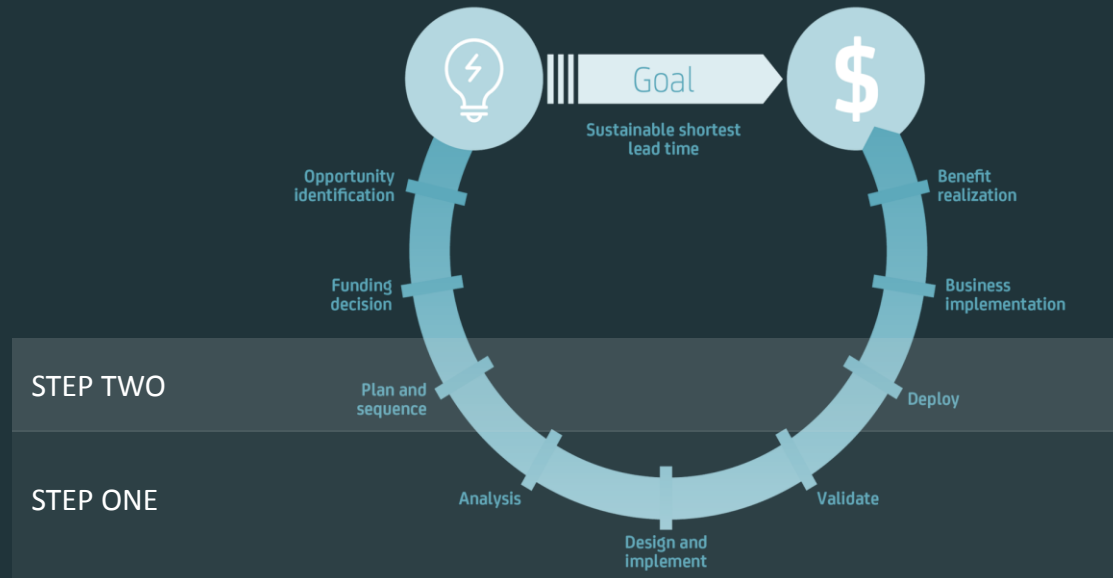 Goal
$
Sustainable shortest
lead time
Opportunity
identification
Benefit
realization
Funding
decision
Business
implementation
STEP TWO
Plan and
sequence
Deploy
STEP ONE
Analysis
Validate
Design and
implement